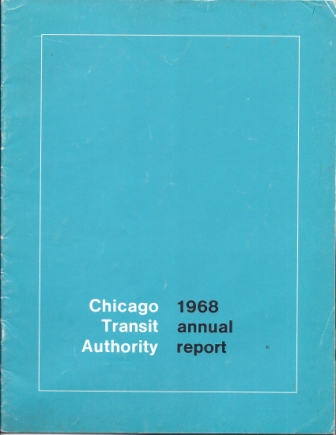 Chicago 1968
Transit annual
Authority report